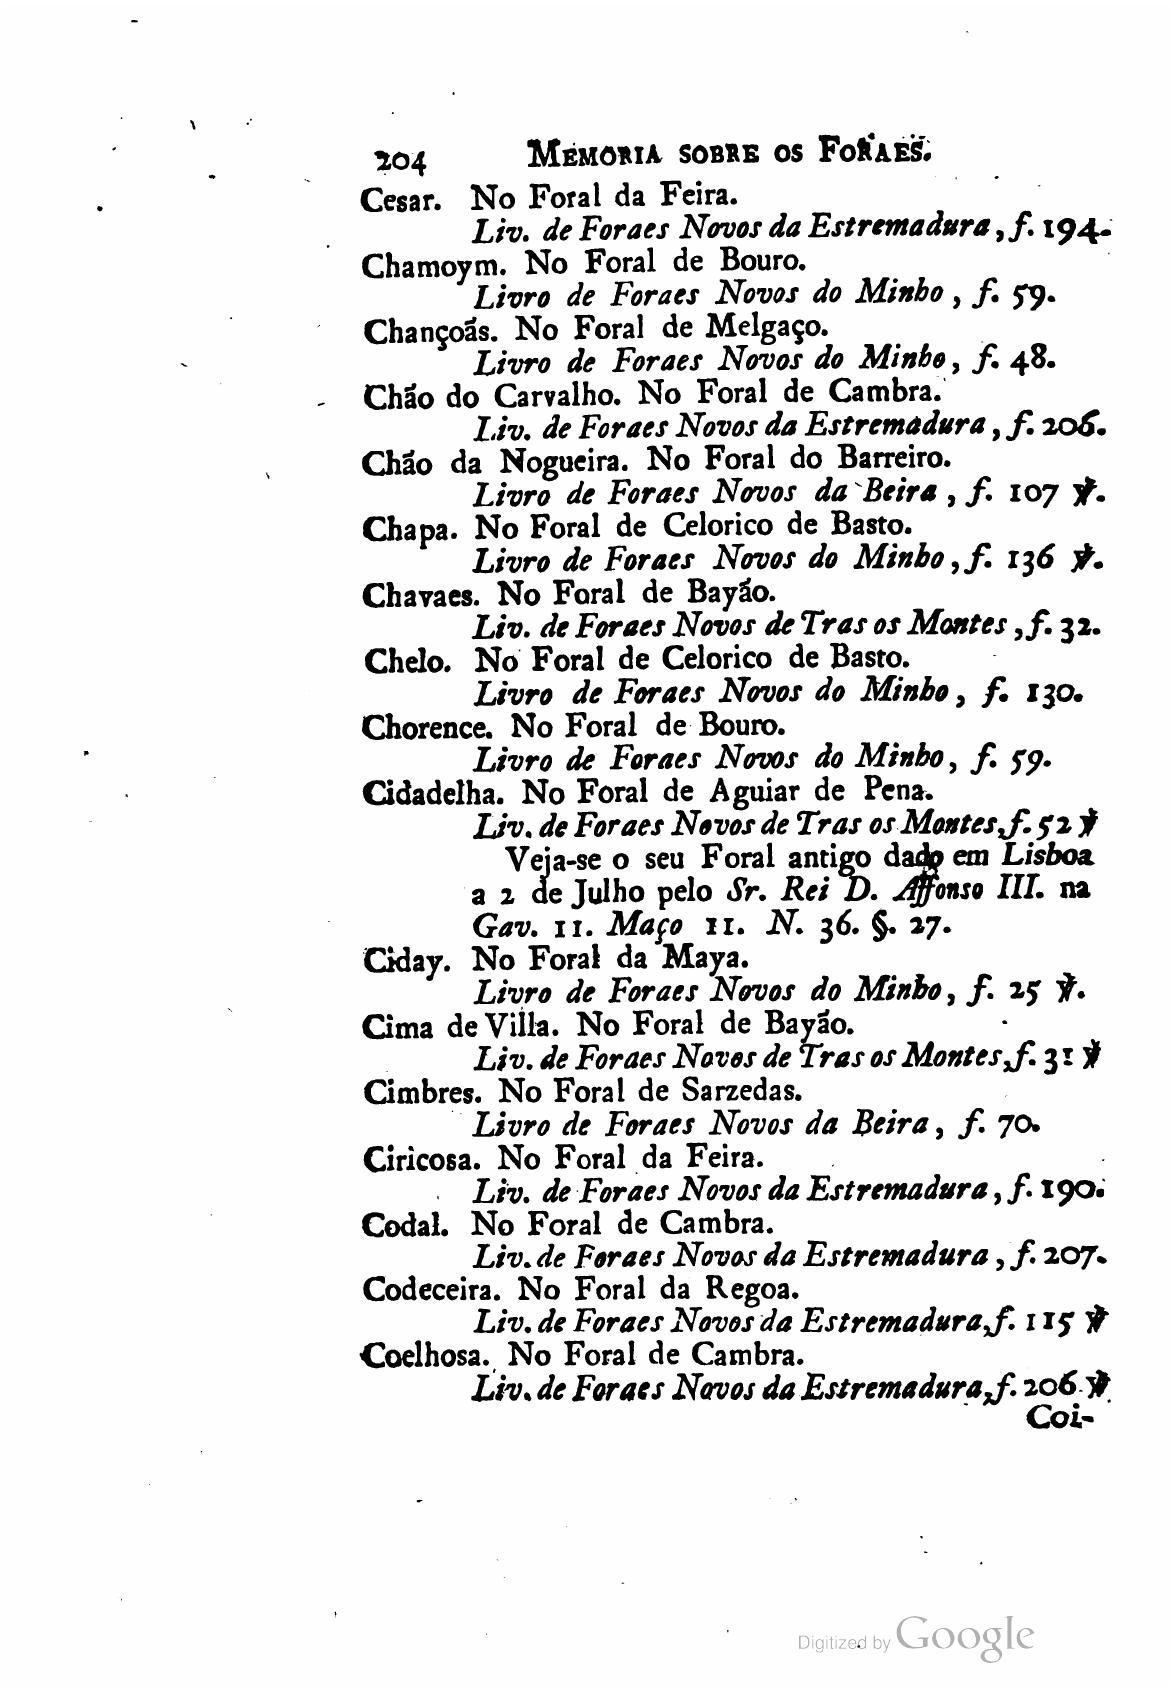 204 MEMORIA SOBRE OS FORAES.
Cesar. No Foral da Feira.
Liv. de Foraes Novos da Estremadura, f. 194.
Chamoym. No Foral de Bouro.
Livro de Foraes Novos do Minho, f. 59.
Chançoãs. No Foral de Melgaço.
Livro de Foraes Novos do Minho, f. 48.
Chão do Carvalho. No Foral de Cambra.
Liv. de Foraes Novos da Estremadura, f. 206.
Chão da Nogueira. No Foral do Barreiro.
Livro de Foraes Novos da Beira, f. 107 ℣.
Chapa. No Foral de Celorico de Basto.
Livro de Foraes Novos do Minho, f. 136 ℣.
Chavaes. No Foral de Bayão.
Liv. de Foraes Novos de Tras os Montes, f. 32.
Chelo. No Foral de Celorico de Basto.
Livro de Foraes Novos do Minho, f. 130.
Chorence. No Foral de Bouro.
Livro de Foraes Novos do Minho, f. 59.
Cidadelha. No Foral de Aguiar de Pena.
Liv. de Foraes Novos de Tras os Montes, f. 52 ℣
Veja-se o seu Foral antigo dado em Lisboa
a 2 de Julho pelo Sr. Rei D. Affonso III. na
Gav. 11. Maço 11. N. 36. §. 27.
Ciday. No Foral da Maya.
Livro de Foraes Novos do Minho, f. 25 ℣.
Cima de Villa. No Foral de Bayão.
Liv. de Foraes Novos de Tras os Montes, f. 31 ℣
Cimbres. No Foral de Sarzedas.
Livro de Foraes Novos da Beira, f. 70.
Ciricosa. No Foral da Feira.
Liv. de Foraes Novos da Estremadura, f. 190.
Codal. No Foral de Cambra.
Liv. de Foraes Novos da Estremadura, f. 207.
Codeceira. No Foral da Regoa.
Liv. de Foraes Novos da Estremadura, f. 115 ℣
Coelhosa. No Foral de Cambra.
Liv. de Foraes Novos da Estremadura, f. 206 ℣.
Coi-
Digitized by Google